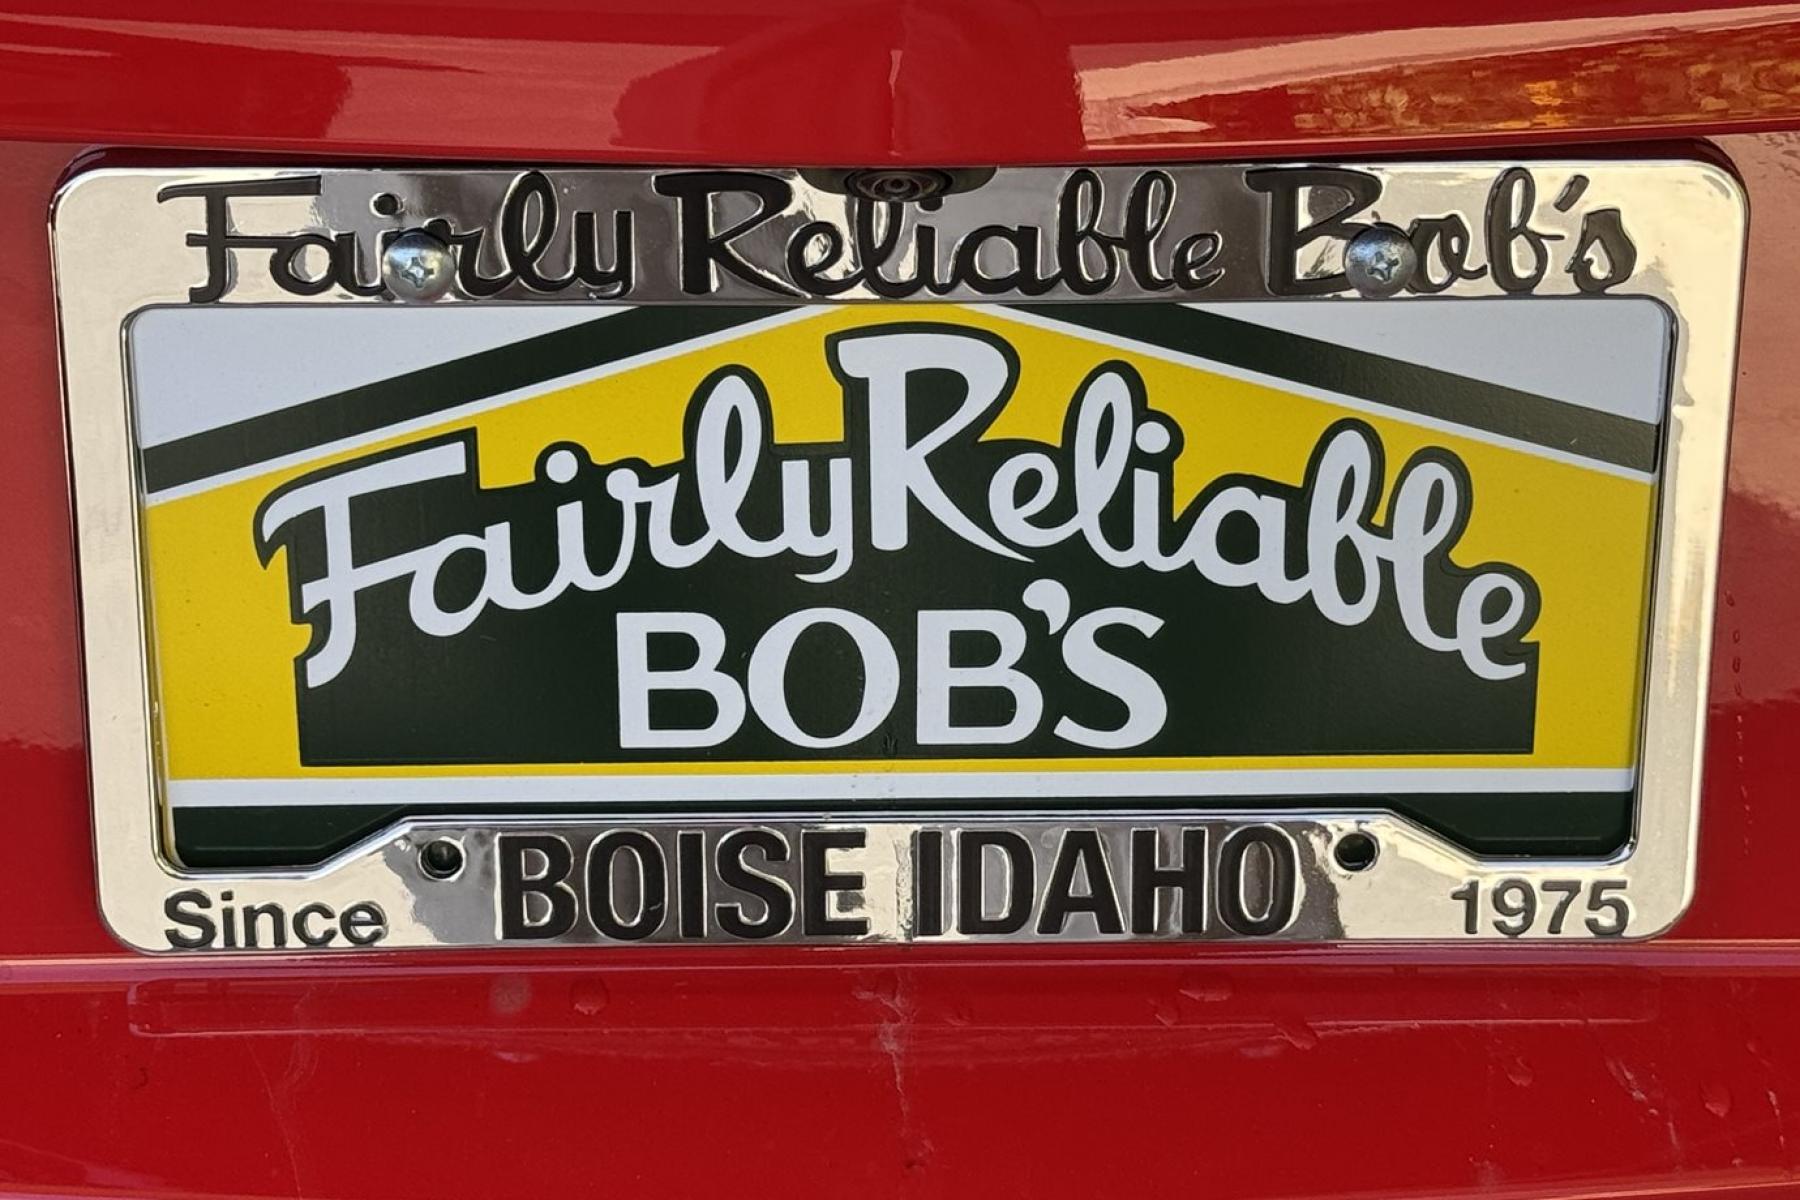 Fairly Reliable Bob's
Fairly Reliable
BOB'S
Since BOISE IDAHO 1975